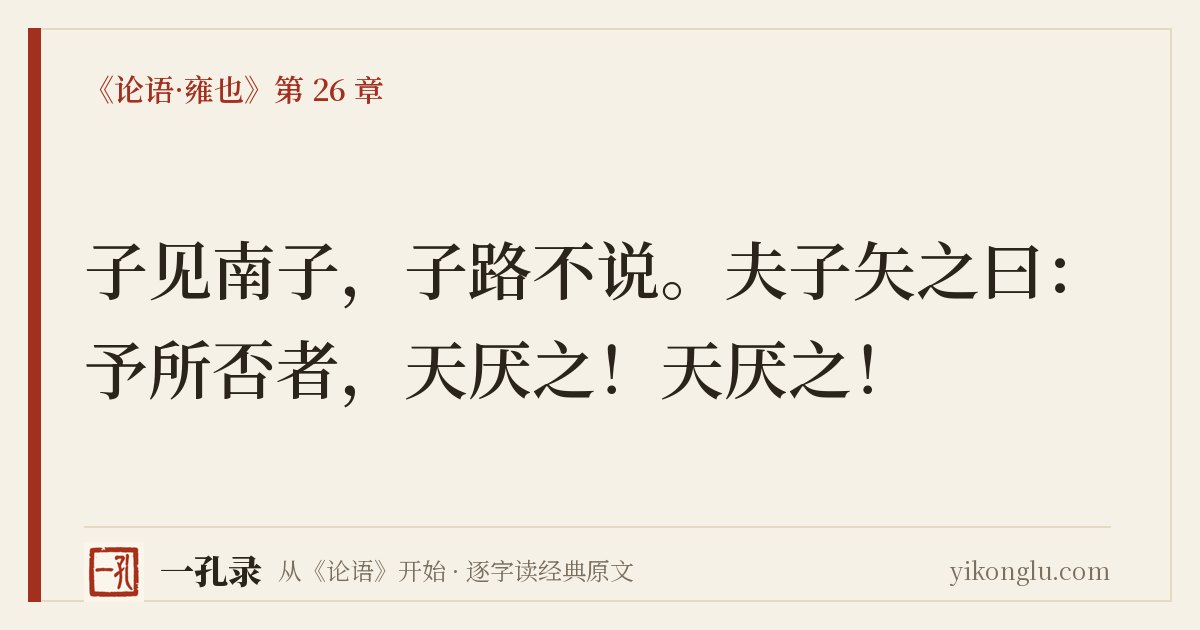 《论语·雍也》第 26 章
子见南子，子路不说。夫子矢之曰：
予所否者，天厌之！天厌之！
一孔
一孔录 从《论语》开始 · 逐字读经典原文 yikonglu.com